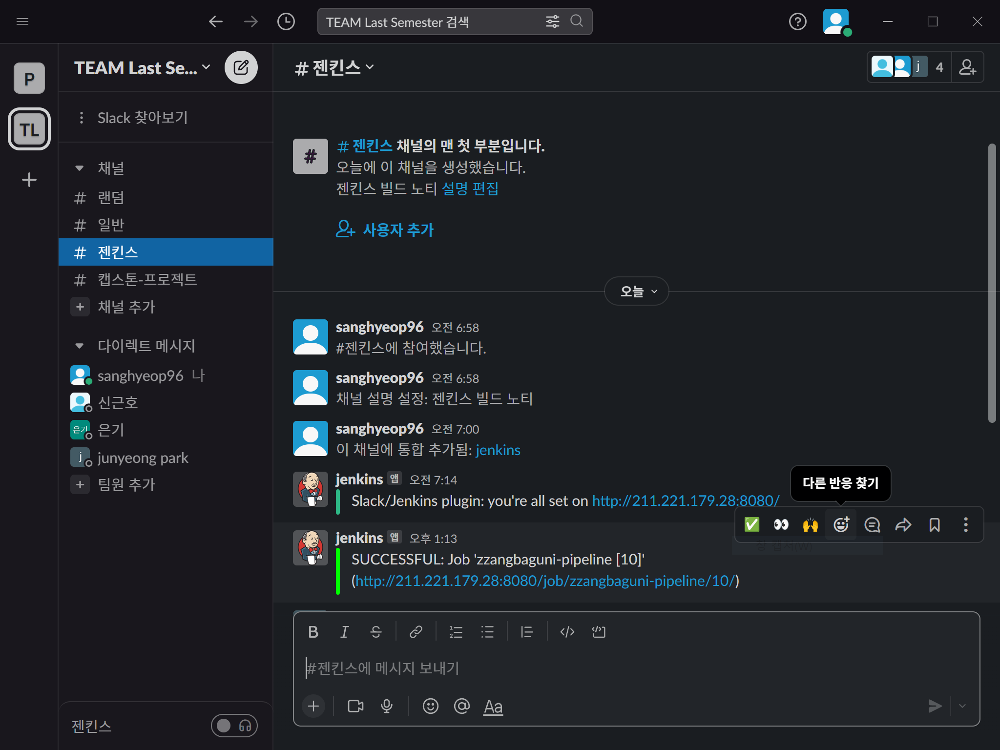 TEAM Last Semester 검색
P
TL
TEAM Last Se...
Slack 찾아보기
채널
# 랜덤
# 일반
# 젠킨스
# 캡스톤-프로젝트
+ 채널 추가
다이렉트 메시지
sanghyeop96 나
신근호
은기 은기
j junyeong park
+ 팀원 추가
젠킨스
# 젠킨스
j 4
# # 젠킨스 채널의 맨 첫 부분입니다.
오늘에 이 채널을 생성했습니다.
젠킨스 빌드 노티 설명 편집
사용자 추가
오늘
sanghyeop96 오전 6:58
#젠킨스에 참여했습니다.
sanghyeop96 오전 6:58
채널 설명 설정: 젠킨스 빌드 노티
sanghyeop96 오전 7:00
이 채널에 통합 추가됨: jenkins
jenkins 앱 오전 7:14
Slack/Jenkins plugin: you're all set on http://211.221.179.28:8080/
다른 반응 찾기
창 캡처(W)
jenkins 앱 오후 1:13
SUCCESSFUL: Job 'zzangbaguni-pipeline [10]'
(http://211.221.179.28:8080/job/zzangbaguni-pipeline/10/)
#젠킨스에 메시지 보내기
Aa